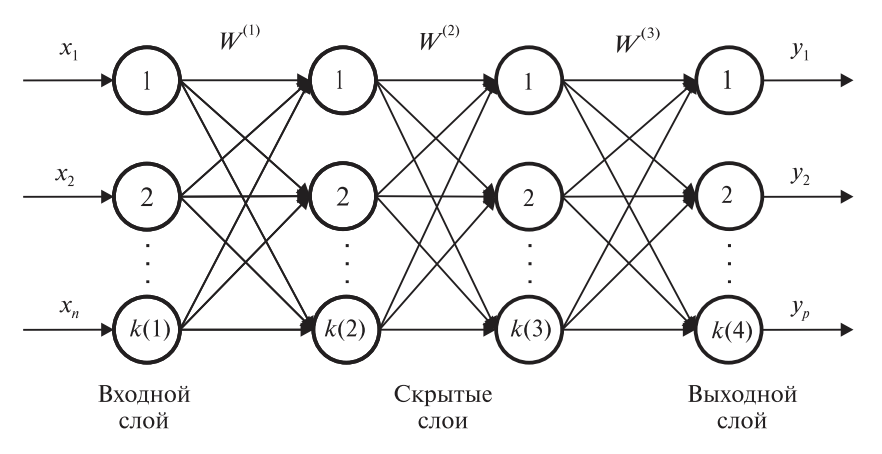 x₁ W⁽¹⁾ W⁽²⁾ W⁽³⁾ y₁
1 1 1 1
x₂ y₂
2 2 2 2
xₙ yₚ
k(1) k(2) k(3) k(4)
Входной Скрытые Выходной
слой слои слой